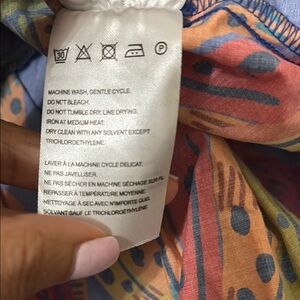 30 P
MACHINE WASH, GENTLE CYCLE.
DO NOT BLEACH.
DO NOT TUMBLE DRY, LINE DRYING.
IRON AT MEDIUM HEAT.
DRY CLEAN WITH ANY SOLVENT EXCEPT
TRICHLOROETHYLENE.
LAVER À LA MACHINE CYCLE DELICAT.
NE PAS JAVELLISER.
NE PAS SÉCHER EN MACHINE SÉCHAGE SUR FIL
REPASSER À TEMPÉRATURE MOYENNE
NETTOYAGE À SEC AVEC N'IMPORTE QUEL
SOLVANT SAUF LE TRICHLOROÉTHYLÈNE